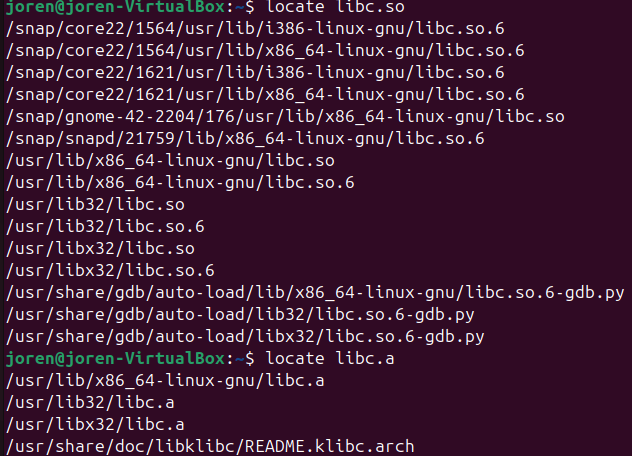 joren@joren-VirtualBox:~$ locate libc.so
/snap/core22/1564/usr/lib/i386-linux-gnu/libc.so.6
/snap/core22/1564/usr/lib/x86_64-linux-gnu/libc.so.6
/snap/core22/1621/usr/lib/i386-linux-gnu/libc.so.6
/snap/core22/1621/usr/lib/x86_64-linux-gnu/libc.so.6
/snap/gnome-42-2204/176/usr/lib/x86_64-linux-gnu/libc.so
/snap/snapd/21759/lib/x86_64-linux-gnu/libc.so.6
/usr/lib/x86_64-linux-gnu/libc.so
/usr/lib/x86_64-linux-gnu/libc.so.6
/usr/lib32/libc.so
/usr/lib32/libc.so.6
/usr/libx32/libc.so
/usr/libx32/libc.so.6
/usr/share/gdb/auto-load/lib/x86_64-linux-gnu/libc.so.6-gdb.py
/usr/share/gdb/auto-load/lib32/libc.so.6-gdb.py
/usr/share/gdb/auto-load/libx32/libc.so.6-gdb.py
joren@joren-VirtualBox:~$ locate libc.a
/usr/lib/x86_64-linux-gnu/libc.a
/usr/lib32/libc.a
/usr/libx32/libc.a
/usr/share/doc/libklibc/README.klibc.arch